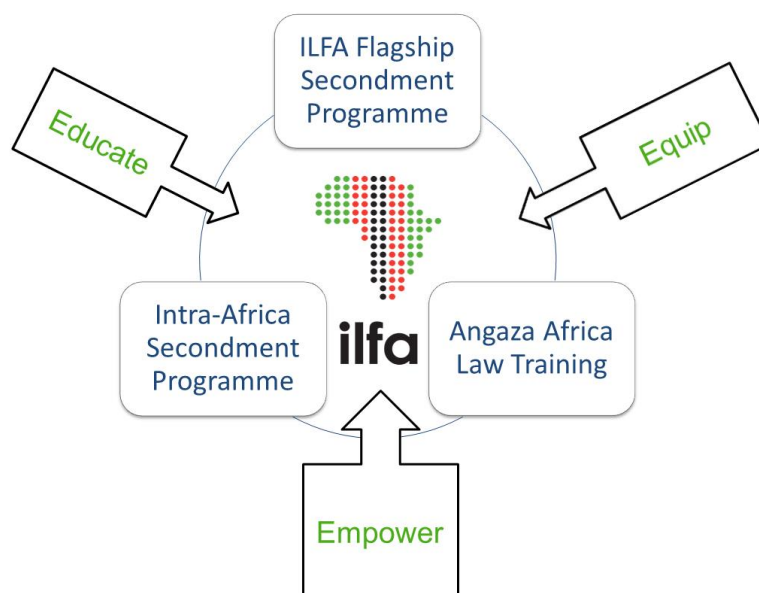 ILFA Flagship
Secondment
Programme
Educate
Equip
Intra-Africa
Secondment
Programme
ilfa
Angaza Africa
Law Training
Empower